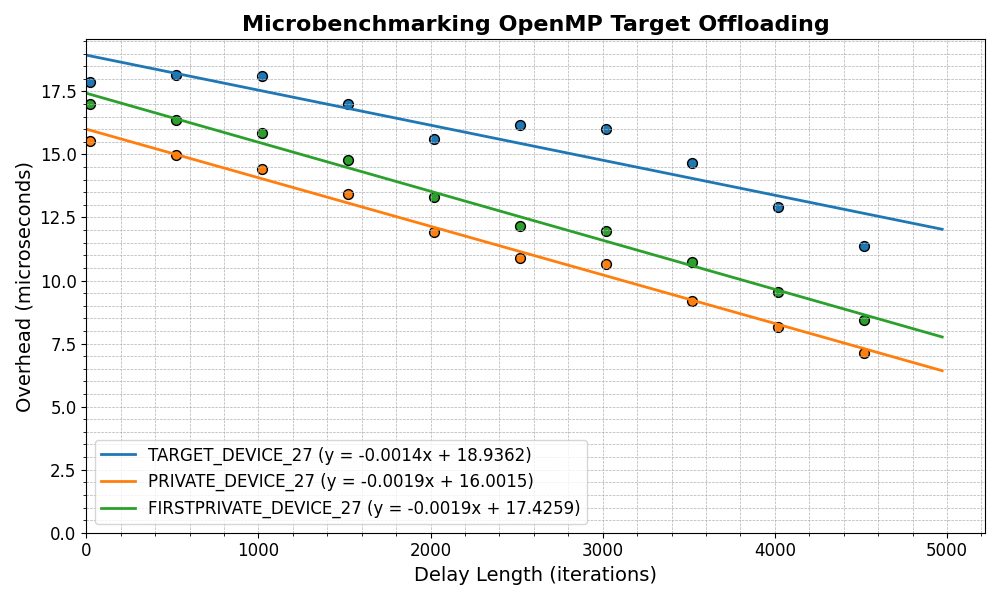 Microbenchmarking OpenMP Target Offloading
Overhead (microseconds)
17.5
15.0
12.5
10.0
7.5
5.0
2.5
0.0
TARGET_DEVICE_27 (y = -0.0014x + 18.9362)
PRIVATE_DEVICE_27 (y = -0.0019x + 16.0015)
FIRSTPRIVATE_DEVICE_27 (y = -0.0019x + 17.4259)
0 1000 2000 3000 4000 5000
Delay Length (iterations)